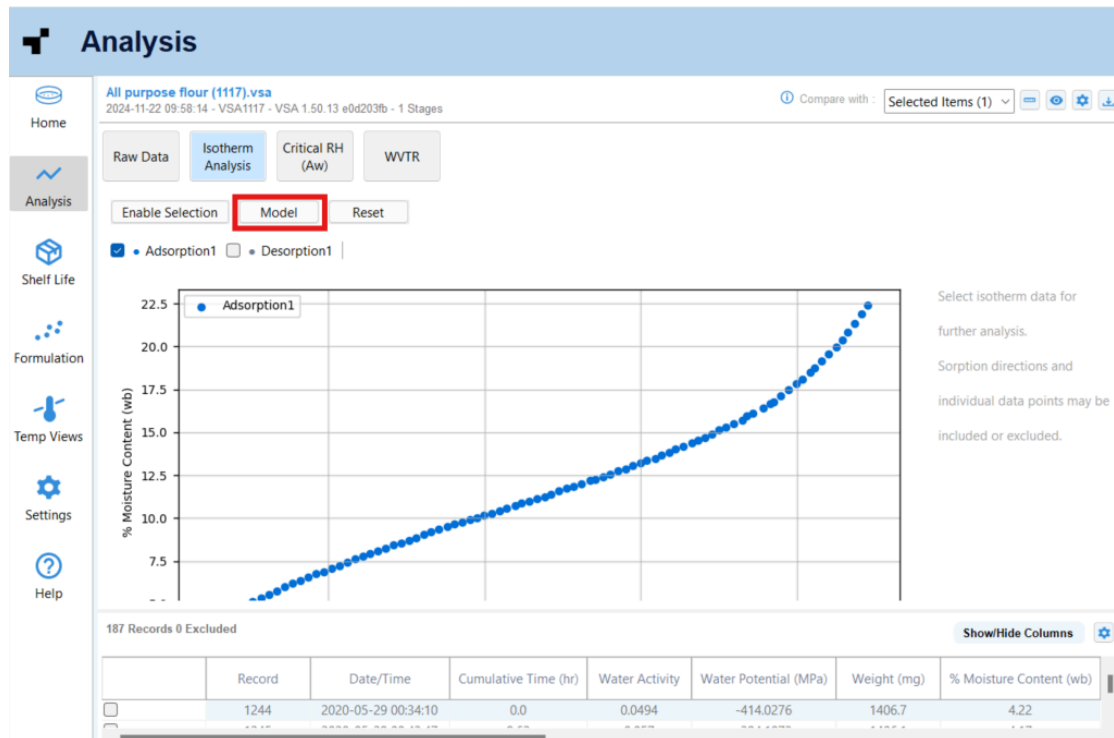 Analysis
Home
Analysis
Shelf Life
Formulation
Temp Views
Settings
Help
All purpose flour (1117).vsa
2024-11-22 09:58:14 - VSA1117 - VSA 1.50.13 e0d203fb - 1 Stages
Compare with : Selected Items (1)
Raw Data
Isotherm
Analysis
Critical RH
(Aw)
WVTR
Enable Selection Model Reset
Adsorption1 Desorption1
Adsorption1
22.5
20.0
17.5
15.0
12.5
10.0
7.5
% Moisture Content (wb)
Select isotherm data for
further analysis.
Sorption directions and
individual data points may be
included or excluded.
187 Records 0 Excluded
Show/Hide Columns
Record Date/Time Cumulative Time (hr) Water Activity Water Potential (MPa) Weight (mg) % Moisture Content (wb)
1244 2020-05-29 00:34:10 0.0 0.0494 -414.0276 1406.7 4.22